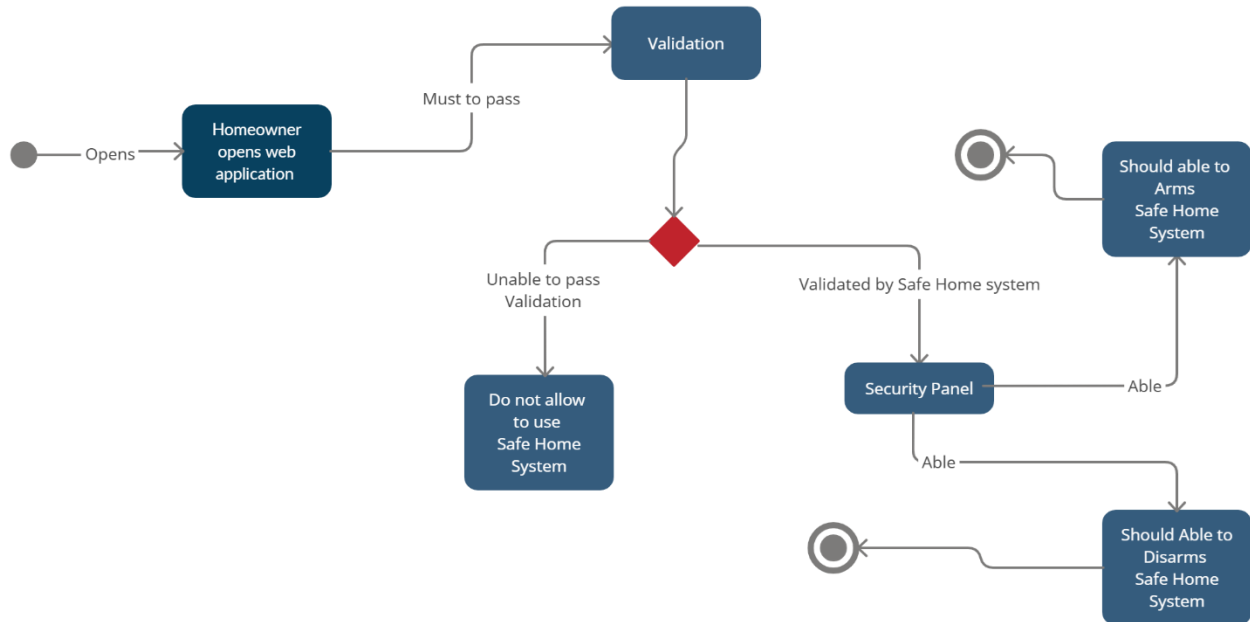 Validation
Must to pass
Homeowner
opens web
application
Opens
Should able to
Arms
Safe Home
System
Unable to pass
Validation
Validated by Safe Home system
Do not allow
to use
Safe Home
System
Security Panel
Able
Able
Should Able to
Disarms
Safe Home
System